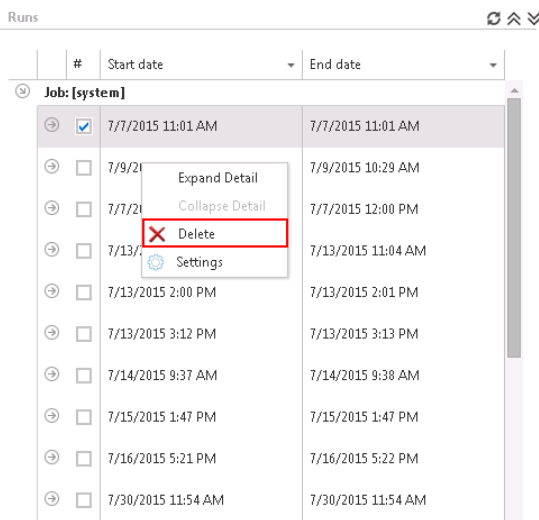 Runs
# Start date End date
Job: [system]
7/7/2015 11:01 AM 7/7/2015 11:01 AM
7/9/2015 10:29 AM
Expand Detail
7/7/2015 12:00 PM
Collapse Detail
Delete
7/13/ 7/13/2015 11:04 AM
Settings
7/13/2015 2:00 PM 7/13/2015 2:01 PM
7/13/2015 3:12 PM 7/13/2015 3:13 PM
7/14/2015 9:37 AM 7/14/2015 9:38 AM
7/15/2015 1:47 PM 7/15/2015 1:47 PM
7/16/2015 5:21 PM 7/16/2015 5:22 PM
7/30/2015 11:54 AM 7/30/2015 11:54 AM